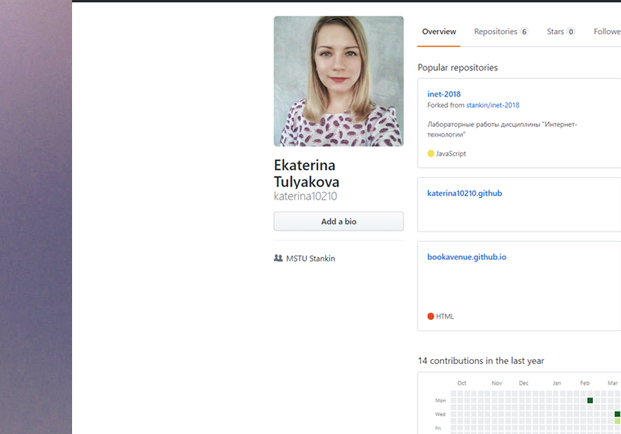 Overview Repositories 6 Stars 0 Followe
Popular repositories
inet-2018
Forked from stankin/inet-2018
Лабораторные работы дисциплины "Интернет-
технологии"
JavaScript
katerina10210.github
bookavenue.github.io
HTML
Ekaterina
Tulyakova
katerina10210
Add a bio
MSTU Stankin
14 contributions in the last year
Oct Nov Dec Jan Feb Mar
Mon
Wed
Fri